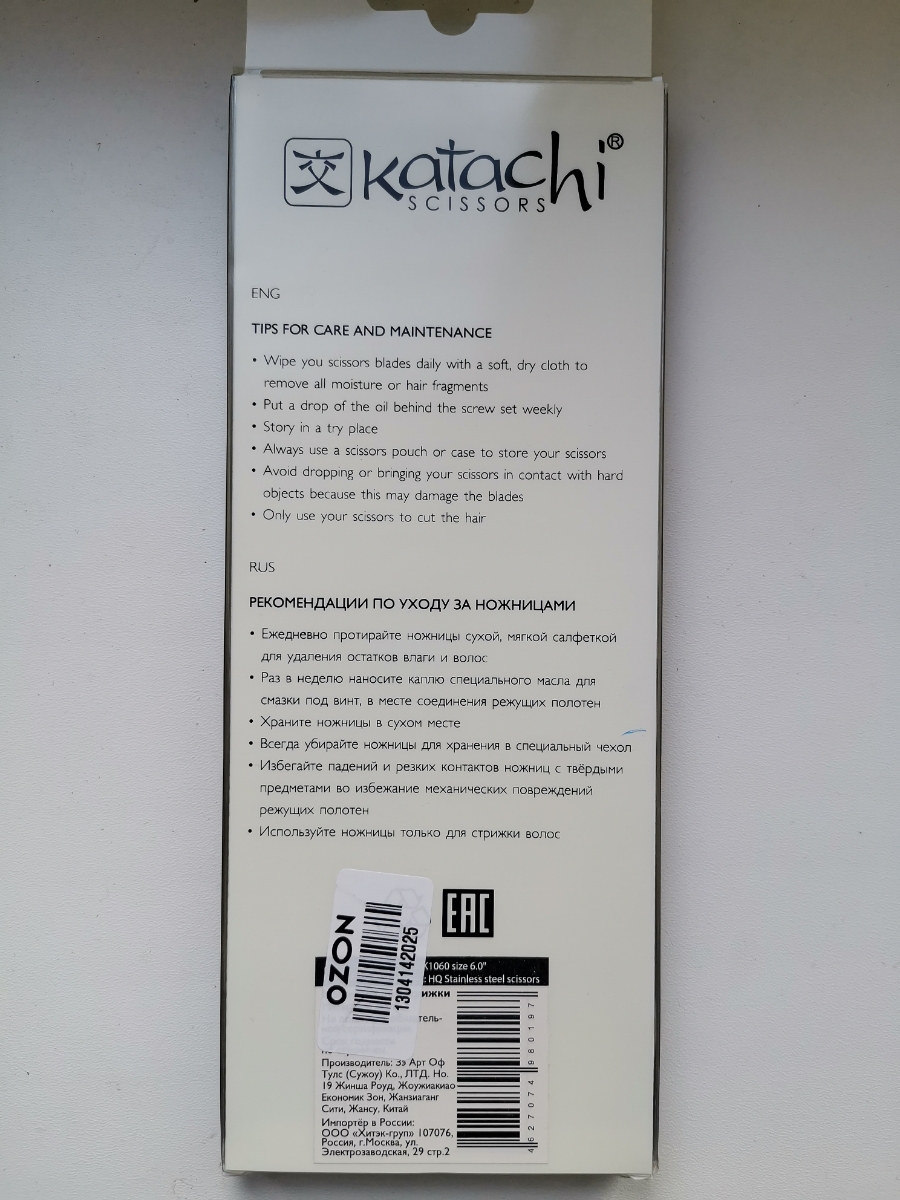 交 katachi®
SCISSORS
ENG
TIPS FOR CARE AND MAINTENANCE
• Wipe you scissors blades daily with a soft, dry cloth to
remove all moisture or hair fragments
• Put a drop of the oil behind the screw set weekly
• Story in a try place
• Always use a scissors pouch or case to store your scissors
• Avoid dropping or bringing your scissors in contact with hard
objects because this may damage the blades
• Only use your scissors to cut the hair
RUS
РЕКОМЕНДАЦИИ ПО УХОДУ ЗА НОЖНИЦАМИ
• Ежедневно протирайте ножницы сухой, мягкой салфеткой
для удаления остатков влаги и волос
• Раз в неделю наносите каплю специального масла для
смазки под винт, в месте соединения режущих полотен
• Храните ножницы в сухом месте
• Всегда убирайте ножницы для хранения в специальный чехол
• Избегайте падений и резких контактов ножниц с твёрдыми
предметами во избежание механических повреждений
режущих полотен
• Используйте ножницы только для стрижки волос
EAC
OZON
1304142025
K1060 size 6.0"
: HQ Stainless steel scissors
ижки
тель-
Производитель: Зэ Арт Оф
Тулс (Сужоу) Ко., ЛТД. Но.
19 Жинша Роуд, Жоужиакиао
Економик Зон, Жанзиаганг
Сити, Жансу, Китай
Импортёр в России:
ООО «Хитэк-груп» 107076,
Россия, г.Москва, ул.
Электрозаводская, 29 стр.2
4627074980197